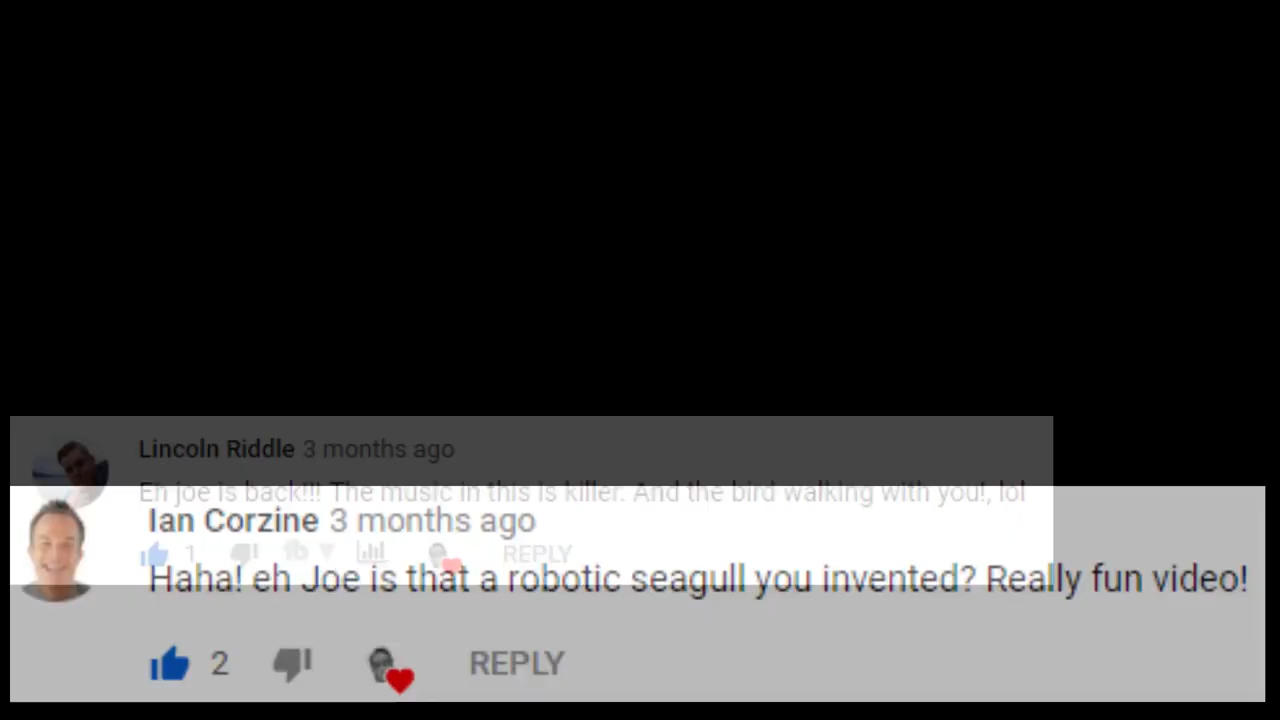 Lincoln Riddle 3 months ago
Eh joe is back!!! The music in this is killer. And the bird walking with you!, lol
1 REPLY
Ian Corzine 3 months ago
Haha! eh Joe is that a robotic seagull you invented? Really fun video!
2 REPLY